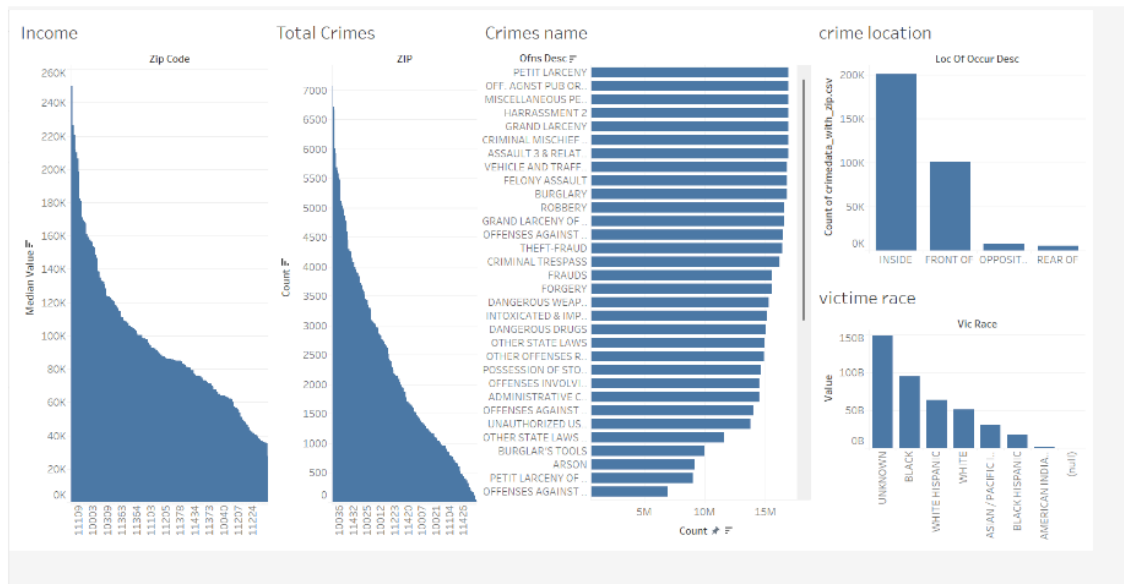 Income
Zip Code
Median Value
260K
240K
220K
200K
180K
160K
140K
120K
100K
80K
60K
40K
20K
0K
11109
10003
10309
11363
11364
11103
11205
11378
11434
11373
10040
11207
11224
Total Crimes
ZIP
Count
7000
6500
6000
5500
5000
4500
4000
3500
3000
2500
2000
1500
1000
500
0
10036
11432
10025
10012
11223
11420
10007
10021
11104
11426
Crimes name
Ofns Desc
PETIT LARCENY
OFF. AGNST PUB OR..
MISCELLANEOUS PE..
HARRASSMENT 2
GRAND LARCENY
CRIMINAL MISCHIEF ..
ASSAULT 3 & RELAT..
VEHICLE AND TRAFF..
FELONY ASSAULT
BURGLARY
ROBBERY
GRAND LARCENY OF ..
OFFENSES AGAINST ..
THEFT-FRAUD
CRIMINAL TRESPASS
FRAUDS
FORGERY
DANGEROUS WEAP..
INTOXICATED & IMP..
DANGEROUS DRUGS
OTHER STATE LAWS
OTHER OFFENSES R..
POSSESSION OF STO..
OFFENSES INVOLVI..
ADMINISTRATIVE C..
OFFENSES AGAINST ..
UNAUTHORIZED US..
OTHER STATE LAWS ..
BURGLAR'S TOOLS
ARSON
PETIT LARCENY OF ..
OFFENSES AGAINST ..
5M 10M 15M
Count
crime location
Loc Of Occur Desc
Count of crimedata_with_zip.csv
200K
100K
50K
0K
INSIDE FRONT OF OPPOSIT.. REAR OF
victime race
Vic Race
Value
150B
100B
50B
0B
UNKNOWN
BLACK
WHITE HISPANIC
WHITE
ASIAN / PACIFIC I..
BLACK HISPANIC
AMERICAN INDIA..
(null)